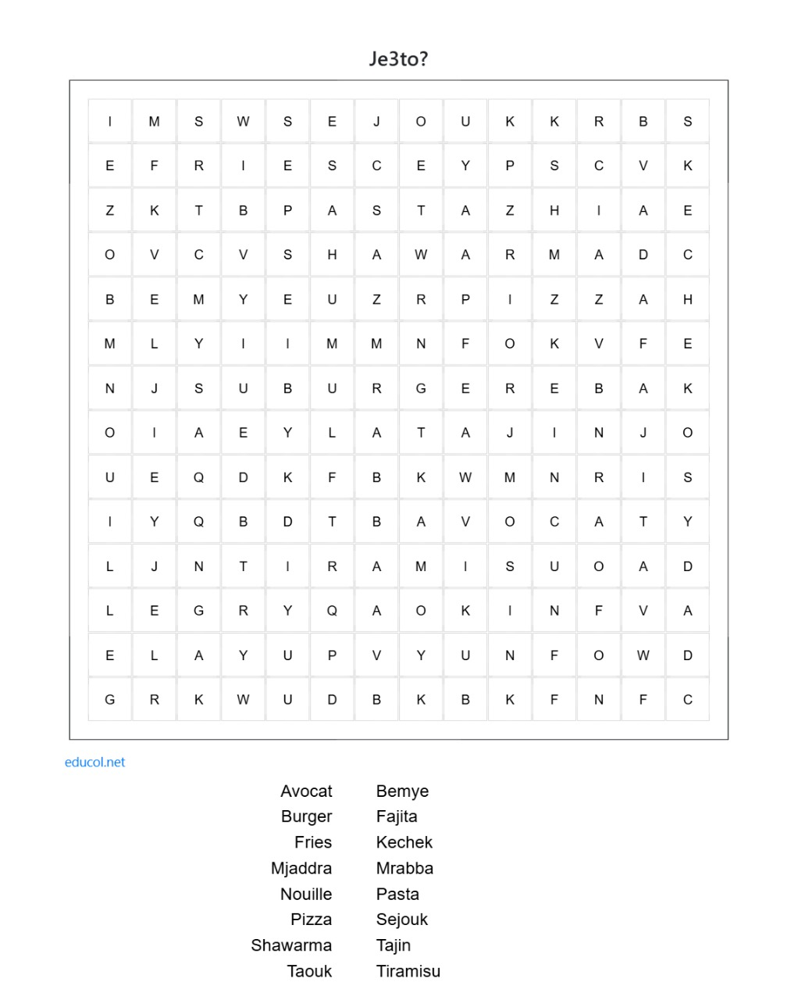 Je3to?
I M S W S E J O U K K R B S
E F R I E S C E Y P S C V K
Z K T B P A S T A Z H I A E
O V C V S H A W A R M A D C
B E M Y E U Z R P I Z Z A H
M L Y I I M M N F O K V F E
N J S U B U R G E R E B A K
O I A E Y L A T A J I N J O
U E Q D K F B K W M N R I S
I Y Q B D T B A V O C A T Y
L J N T I R A M I S U O A D
L E G R Y Q A O K I N F V A
E L A Y U P V Y U N F O W D
G R K W U D B K B K F N F C
educol.net
Avocat Bemye
Burger Fajita
Fries Kechek
Mjaddra Mrabba
Nouille Pasta
Pizza Sejouk
Shawarma Tajin
Taouk Tiramisu